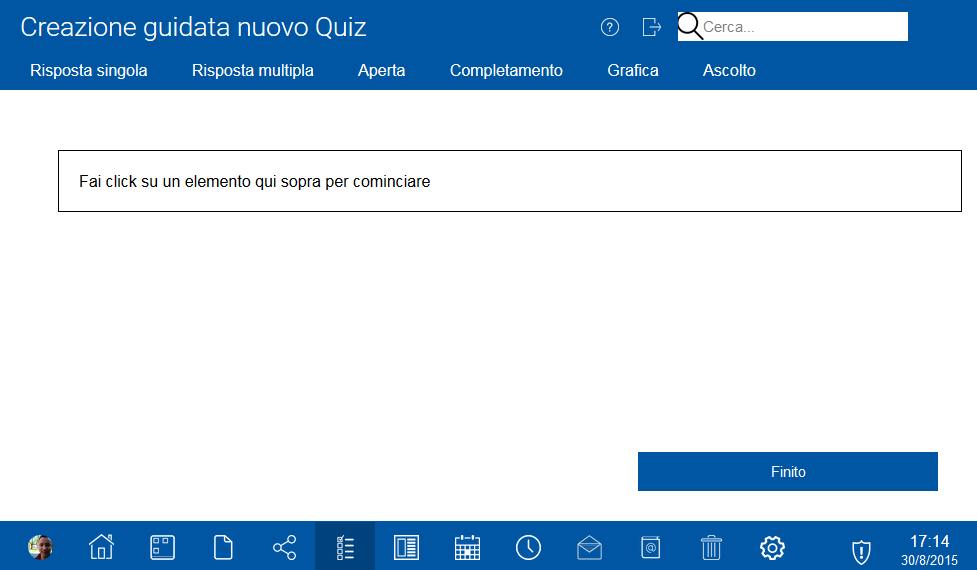 Creazione guidata nuovo Quiz
Cerca...
Risposta singola Risposta multipla Aperta Completamento Grafica Ascolto
Fai click su un elemento qui sopra per cominciare
Finito
17:14
30/8/2015